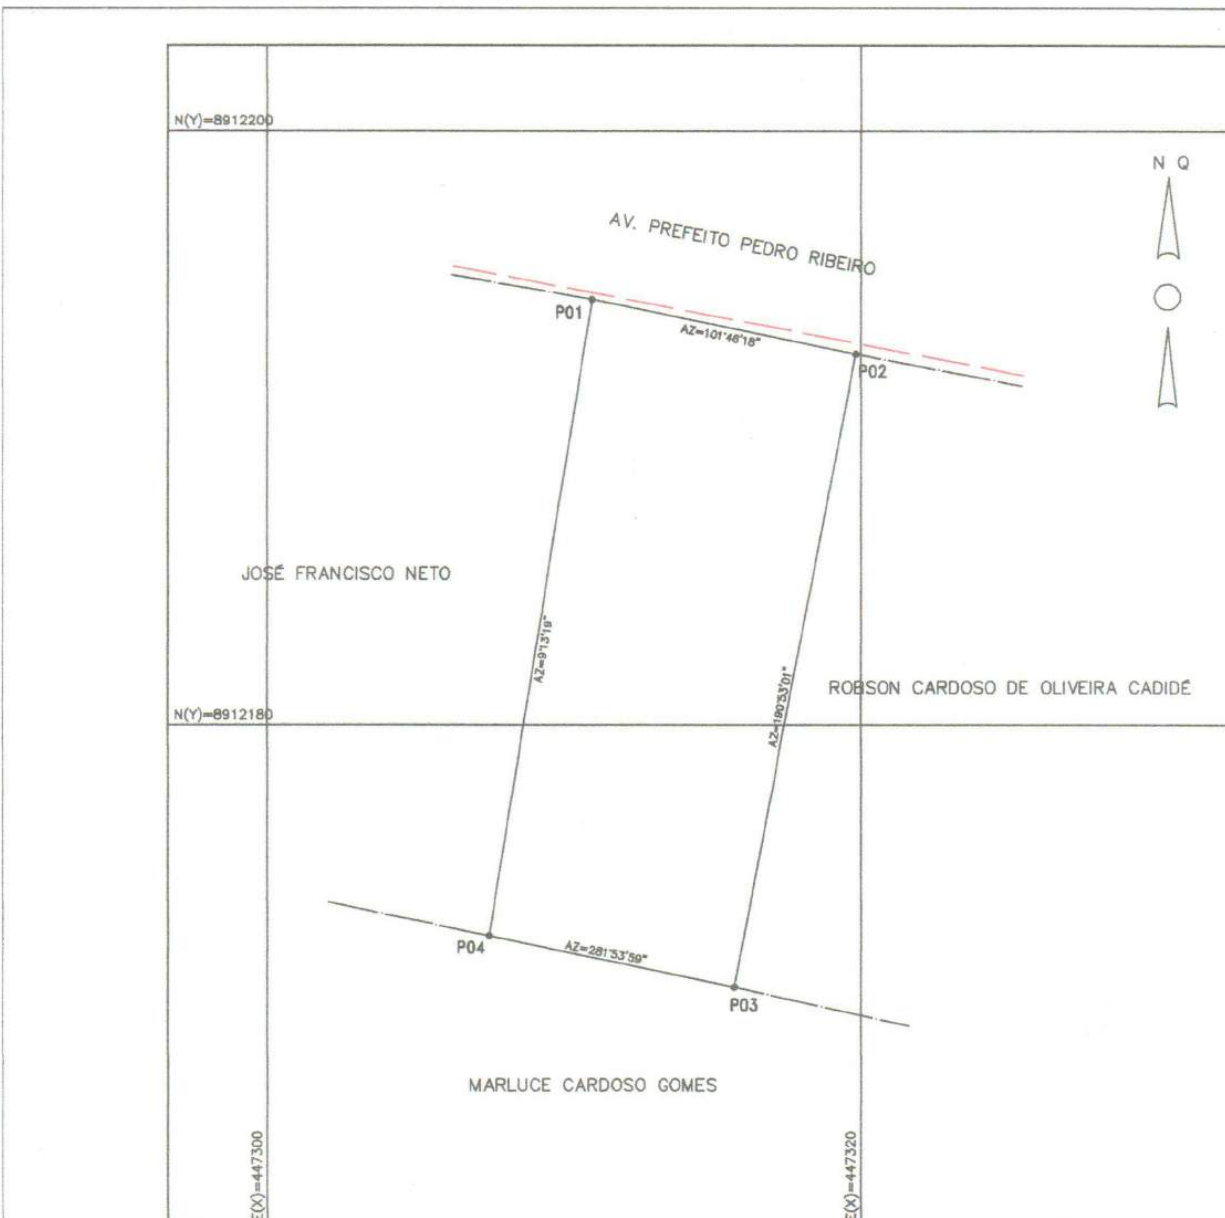 N(Y)=8912200
N Q
AV. PREFEITO PEDRO RIBEIRO
P01
AZ=101°46'18"
P02
JOSÉ FRANCISCO NETO
AZ=9°13'19"
AZ=190°53'01"
ROBSON CARDOSO DE OLIVEIRA CADIDÉ
N(Y)=8912180
P04
AZ=281°53'59"
P03
MARLUCE CARDOSO GOMES
E(X)=447300
E(X)=447320